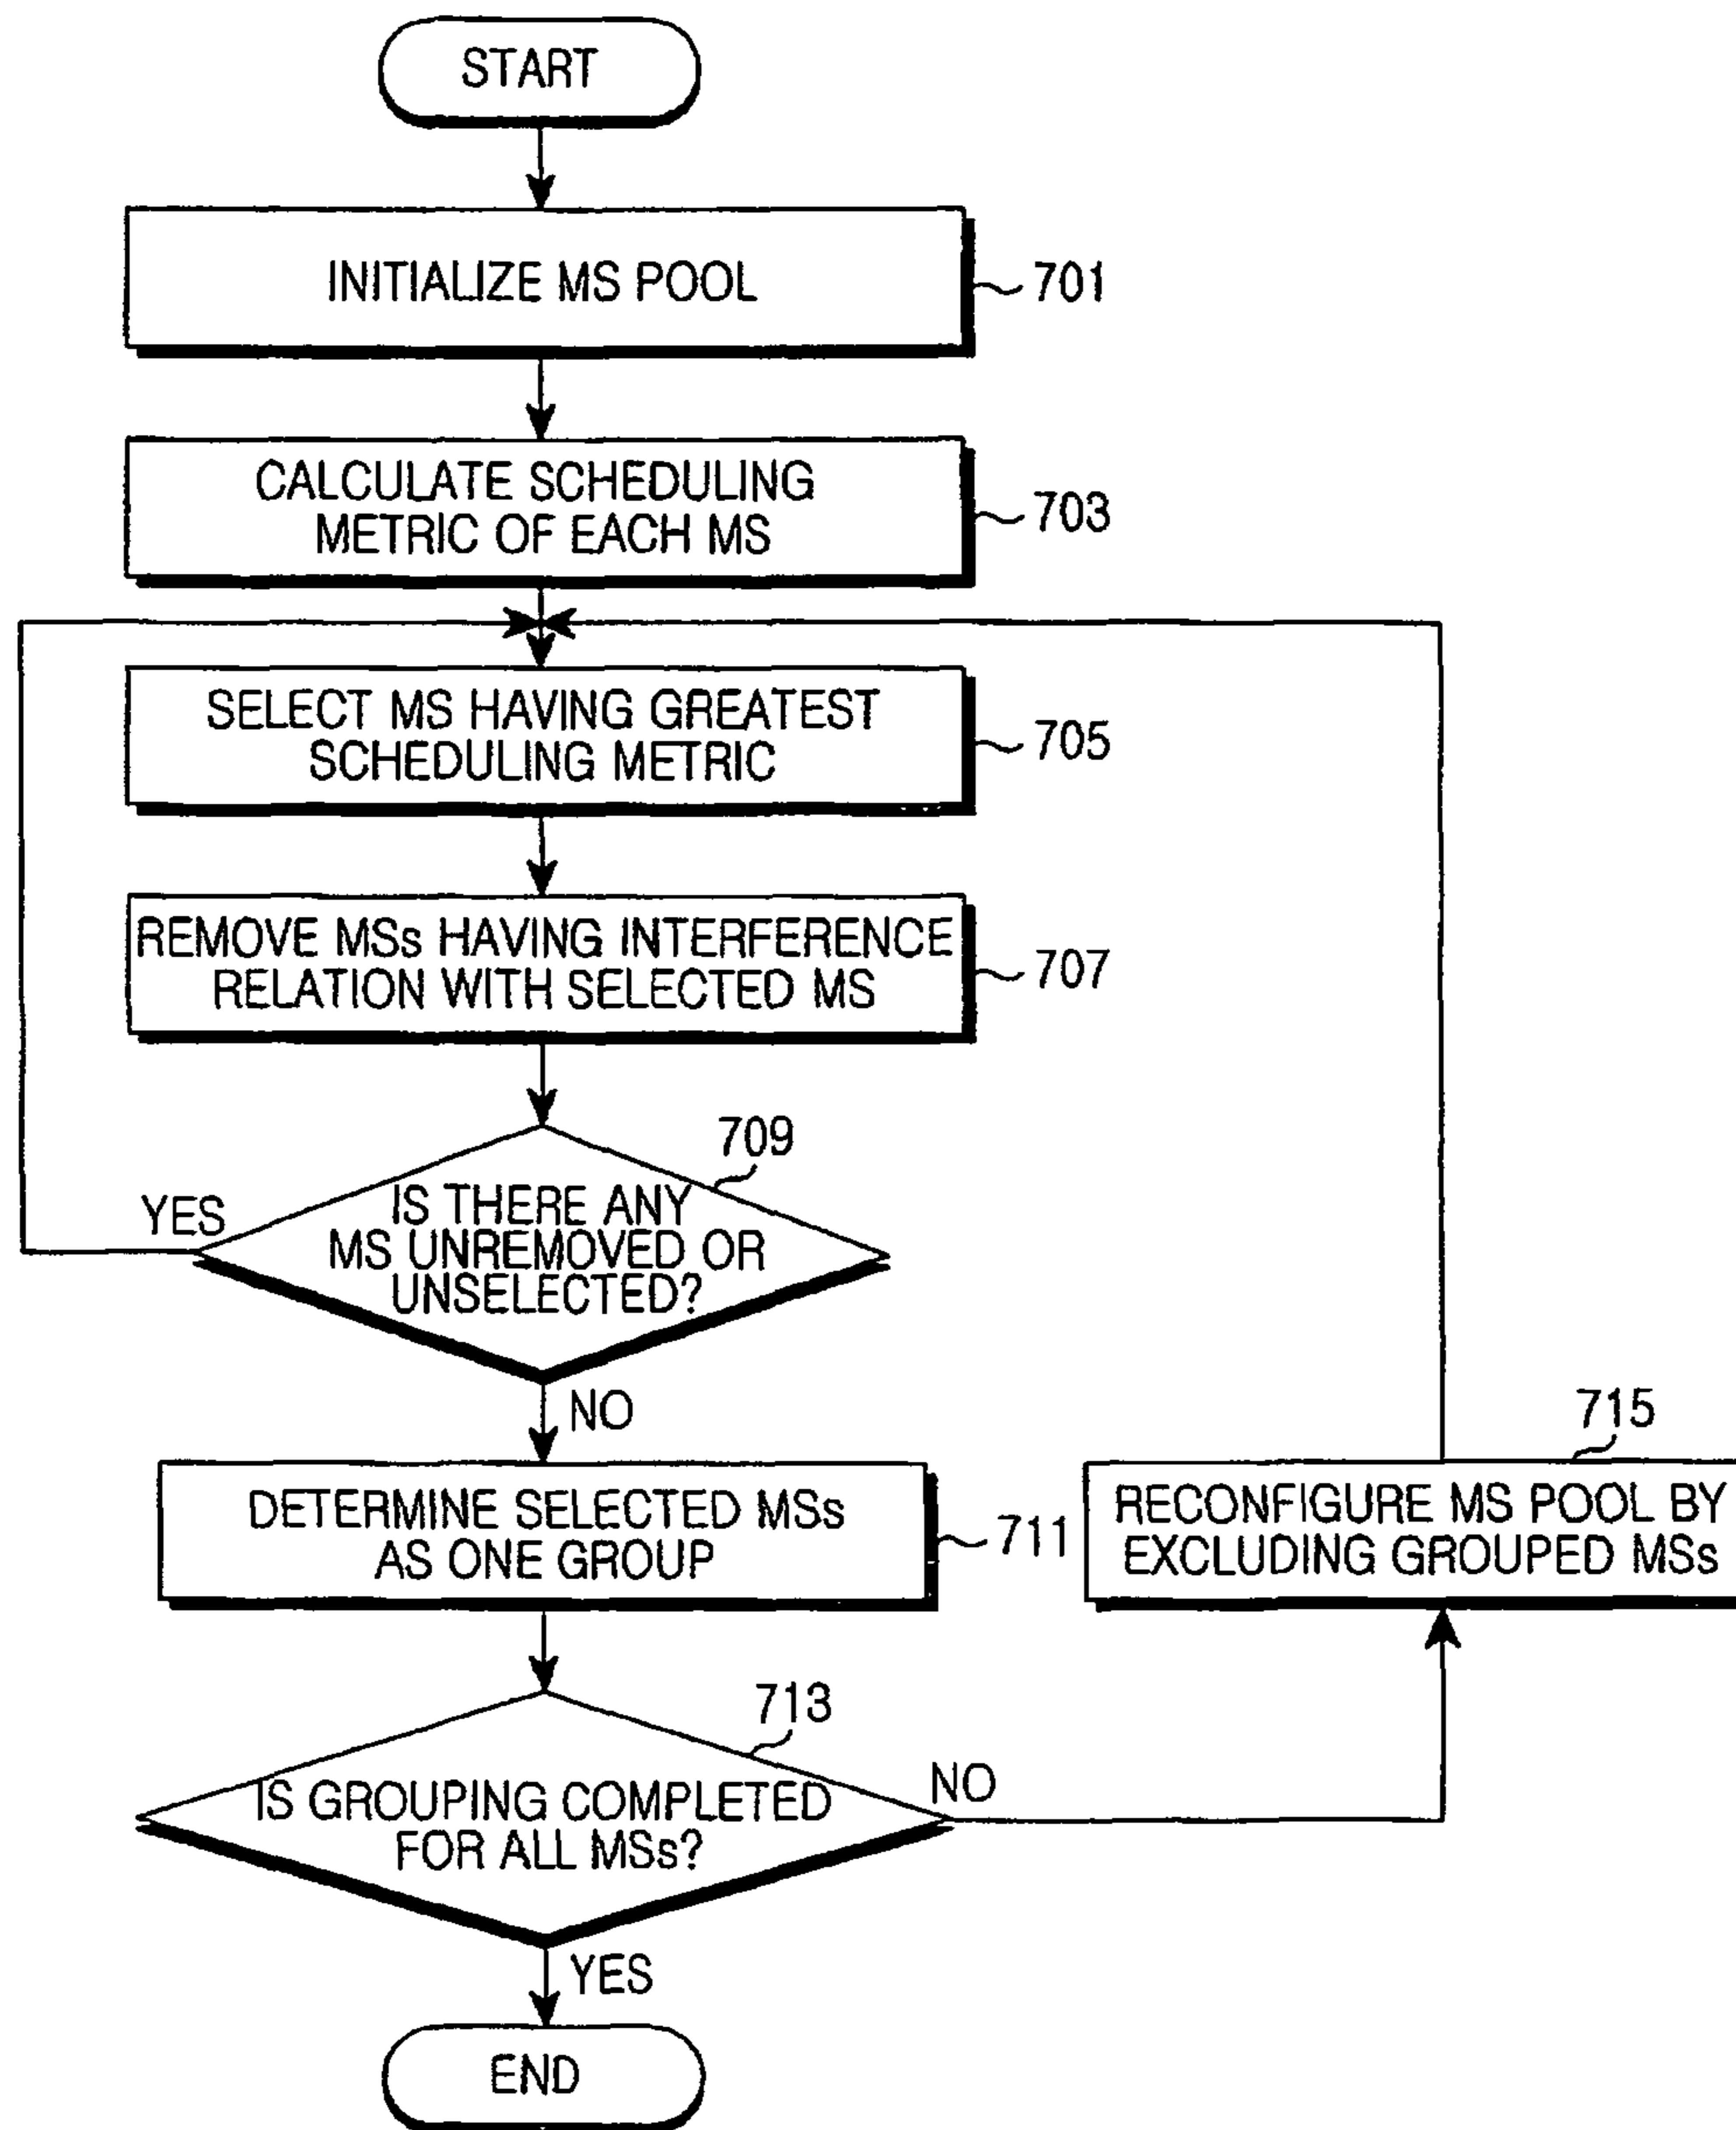 START
INITIALIZE MS POOL
701
CALCULATE SCHEDULING
METRIC OF EACH MS
703
SELECT MS HAVING GREATEST
SCHEDULING METRIC
705
REMOVE MSs HAVING INTERFERENCE
RELATION WITH SELECTED MS
707
709
YES
IS THERE ANY
MS UNREMOVED OR
UNSELECTED?
NO
DETERMINE SELECTED MSs
AS ONE GROUP
711
715
RECONFIGURE MS POOL BY
EXCLUDING GROUPED MSs
713
IS GROUPING COMPLETED
FOR ALL MSs?
NO
YES
END